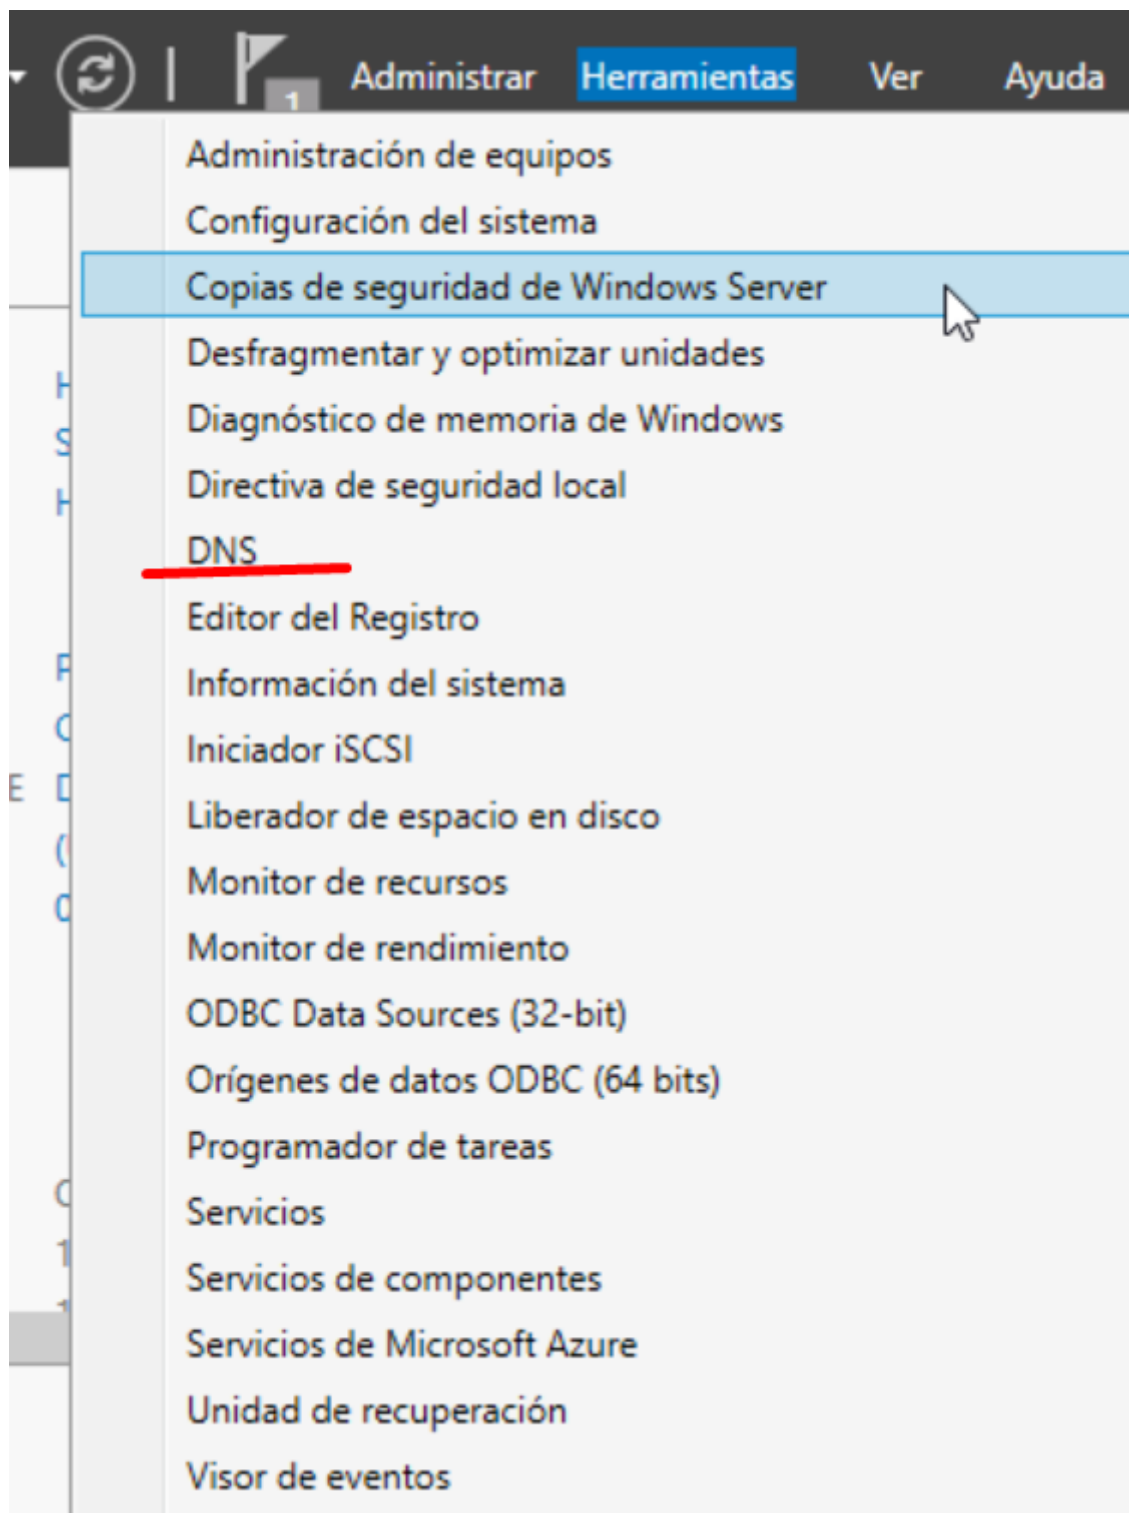 1
Administrar Herramientas Ver Ayuda
Administración de equipos
Configuración del sistema
Copias de seguridad de Windows Server
Desfragmentar y optimizar unidades
Diagnóstico de memoria de Windows
Directiva de seguridad local
DNS
Editor del Registro
Información del sistema
Iniciador iSCSI
Liberador de espacio en disco
Monitor de recursos
Monitor de rendimiento
ODBC Data Sources (32-bit)
Orígenes de datos ODBC (64 bits)
Programador de tareas
Servicios
Servicios de componentes
Servicios de Microsoft Azure
Unidad de recuperación
Visor de eventos